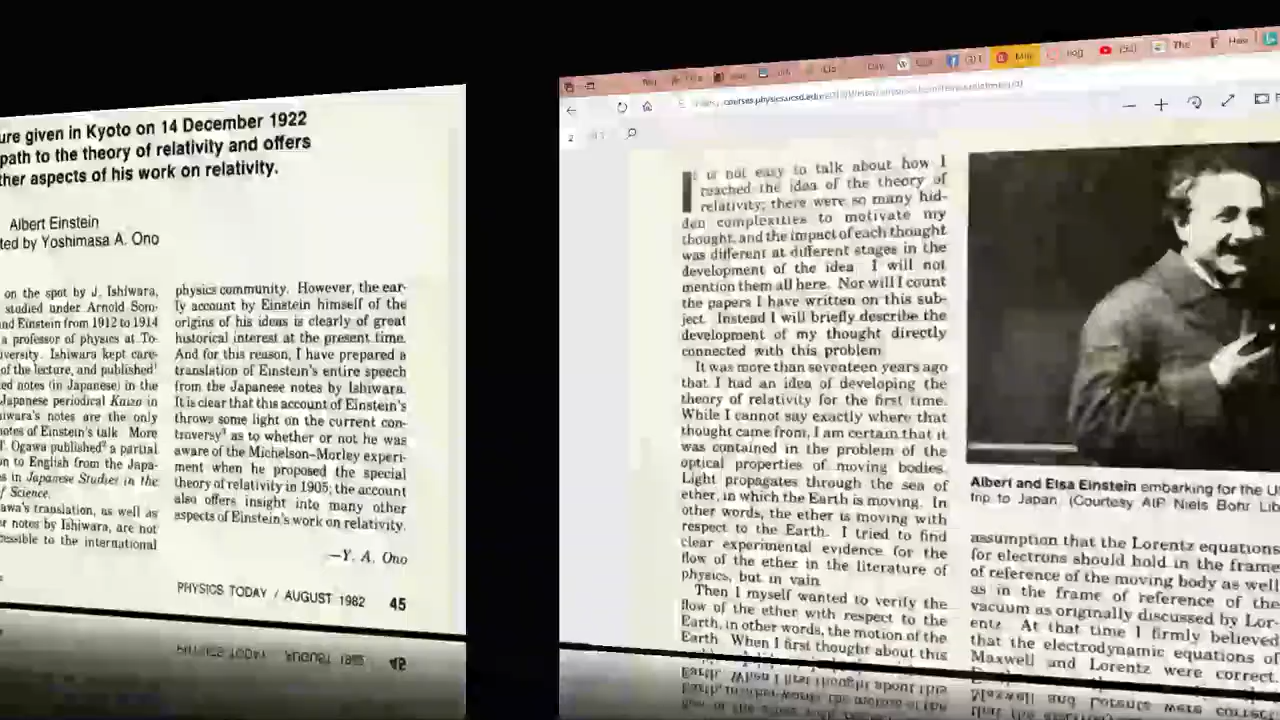 ure given in Kyoto on 14 December 1922
path to the theory of relativity and offers
ther aspects of his work on relativity.
Albert Einstein
ted by Yoshimasa A. Ono
on the spot by J. Ishiwara,
studied under Arnold Som-
nd Einstein from 1912 to 1914
a professor of physics at To-
iversity. Ishiwara kept care-
of the lecture, and published¹
ed notes (in Japanese) in the
Japanese periodical Kaizo in
iwara's notes are the only
notes of Einstein's talk. More
T. Ogawa published² a partial
on to English from the Japa-
s in Japanese Studies in the
f Science.
awa's translation, as well as
r notes by Ishiwara, are not
cessible to the international
physics community. However, the ear-
ly account by Einstein himself of the
origins of his ideas is clearly of great
historical interest at the present time.
And for this reason, I have prepared a
translation of Einstein's entire speech
from the Japanese notes by Ishiwara.
It is clear that this account of Einstein's
throws some light on the current con-
troversy³ as to whether or not he was
aware of the Michelson–Morley experi-
ment when he proposed the special
theory of relativity in 1905; the account
also offers insight into many other
aspects of Einstein's work on relativity.
—Y. A. Ono
PHYSICS TODAY / AUGUST 1982 45
It is not easy to talk about how I
reached the idea of the theory of
relativity; there were so many hid-
den complexities to motivate my
thought, and the impact of each thought
was different at different stages in the
development of the idea. I will not
mention them all here. Nor will I count
the papers I have written on this sub-
ject. Instead I will briefly describe the
development of my thought directly
connected with this problem.
It was more than seventeen years ago
that I had an idea of developing the
theory of relativity for the first time.
While I cannot say exactly where that
thought came from, I am certain that it
was contained in the problem of the
optical properties of moving bodies.
Light propagates through the sea of
ether, in which the Earth is moving. In
other words, the ether is moving with
respect to the Earth. I tried to find
clear experimental evidence for the
flow of the ether in the literature of
physics, but in vain.
Then I myself wanted to verify the
flow of the ether with respect to the
Earth, in other words, the motion of the
Earth. When I first thought about this
Albert and Elsa Einstein embarking for the U
trip to Japan. (Courtesy AIP Niels Bohr Lib
assumption that the Lorentz equations
for electrons should hold in the frame
of reference of the moving body as well
as in the frame of reference of the
vacuum as originally discussed by Lor-
entz. At that time I firmly believed
that the electrodynamic equations of
Maxwell and Lorentz were correct.